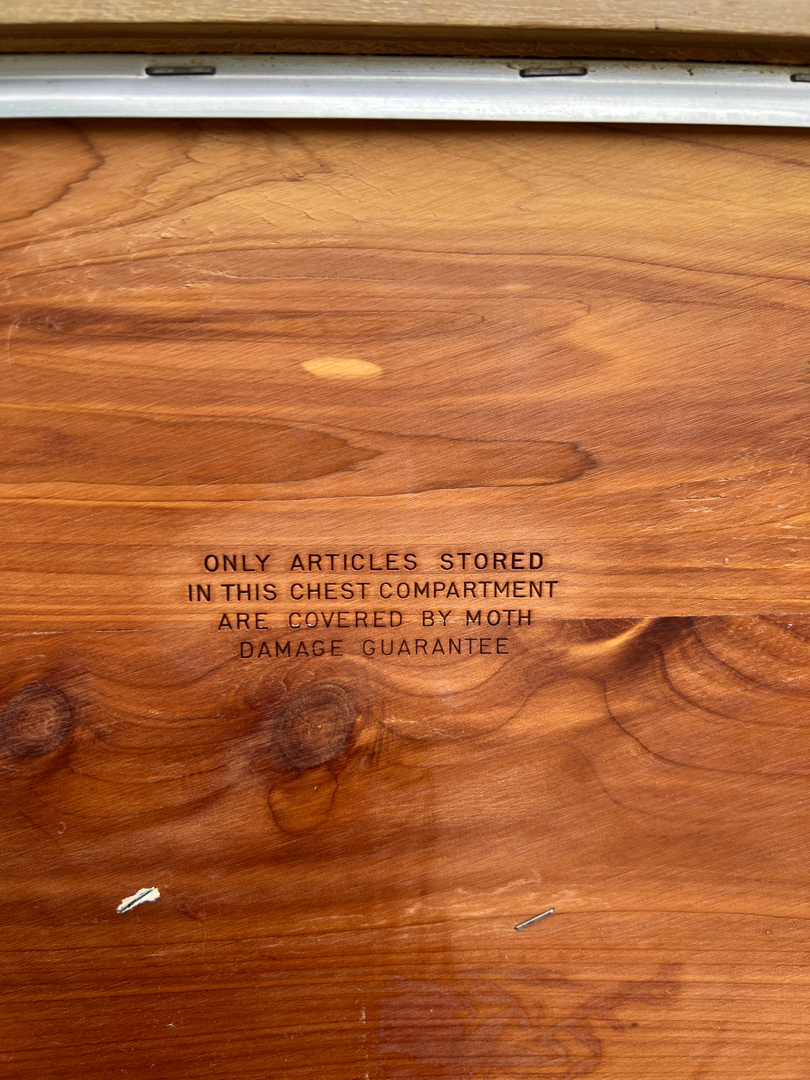 ONLY ARTICLES STORED
IN THIS CHEST COMPARTMENT
ARE COVERED BY MOTH
DAMAGE GUARANTEE